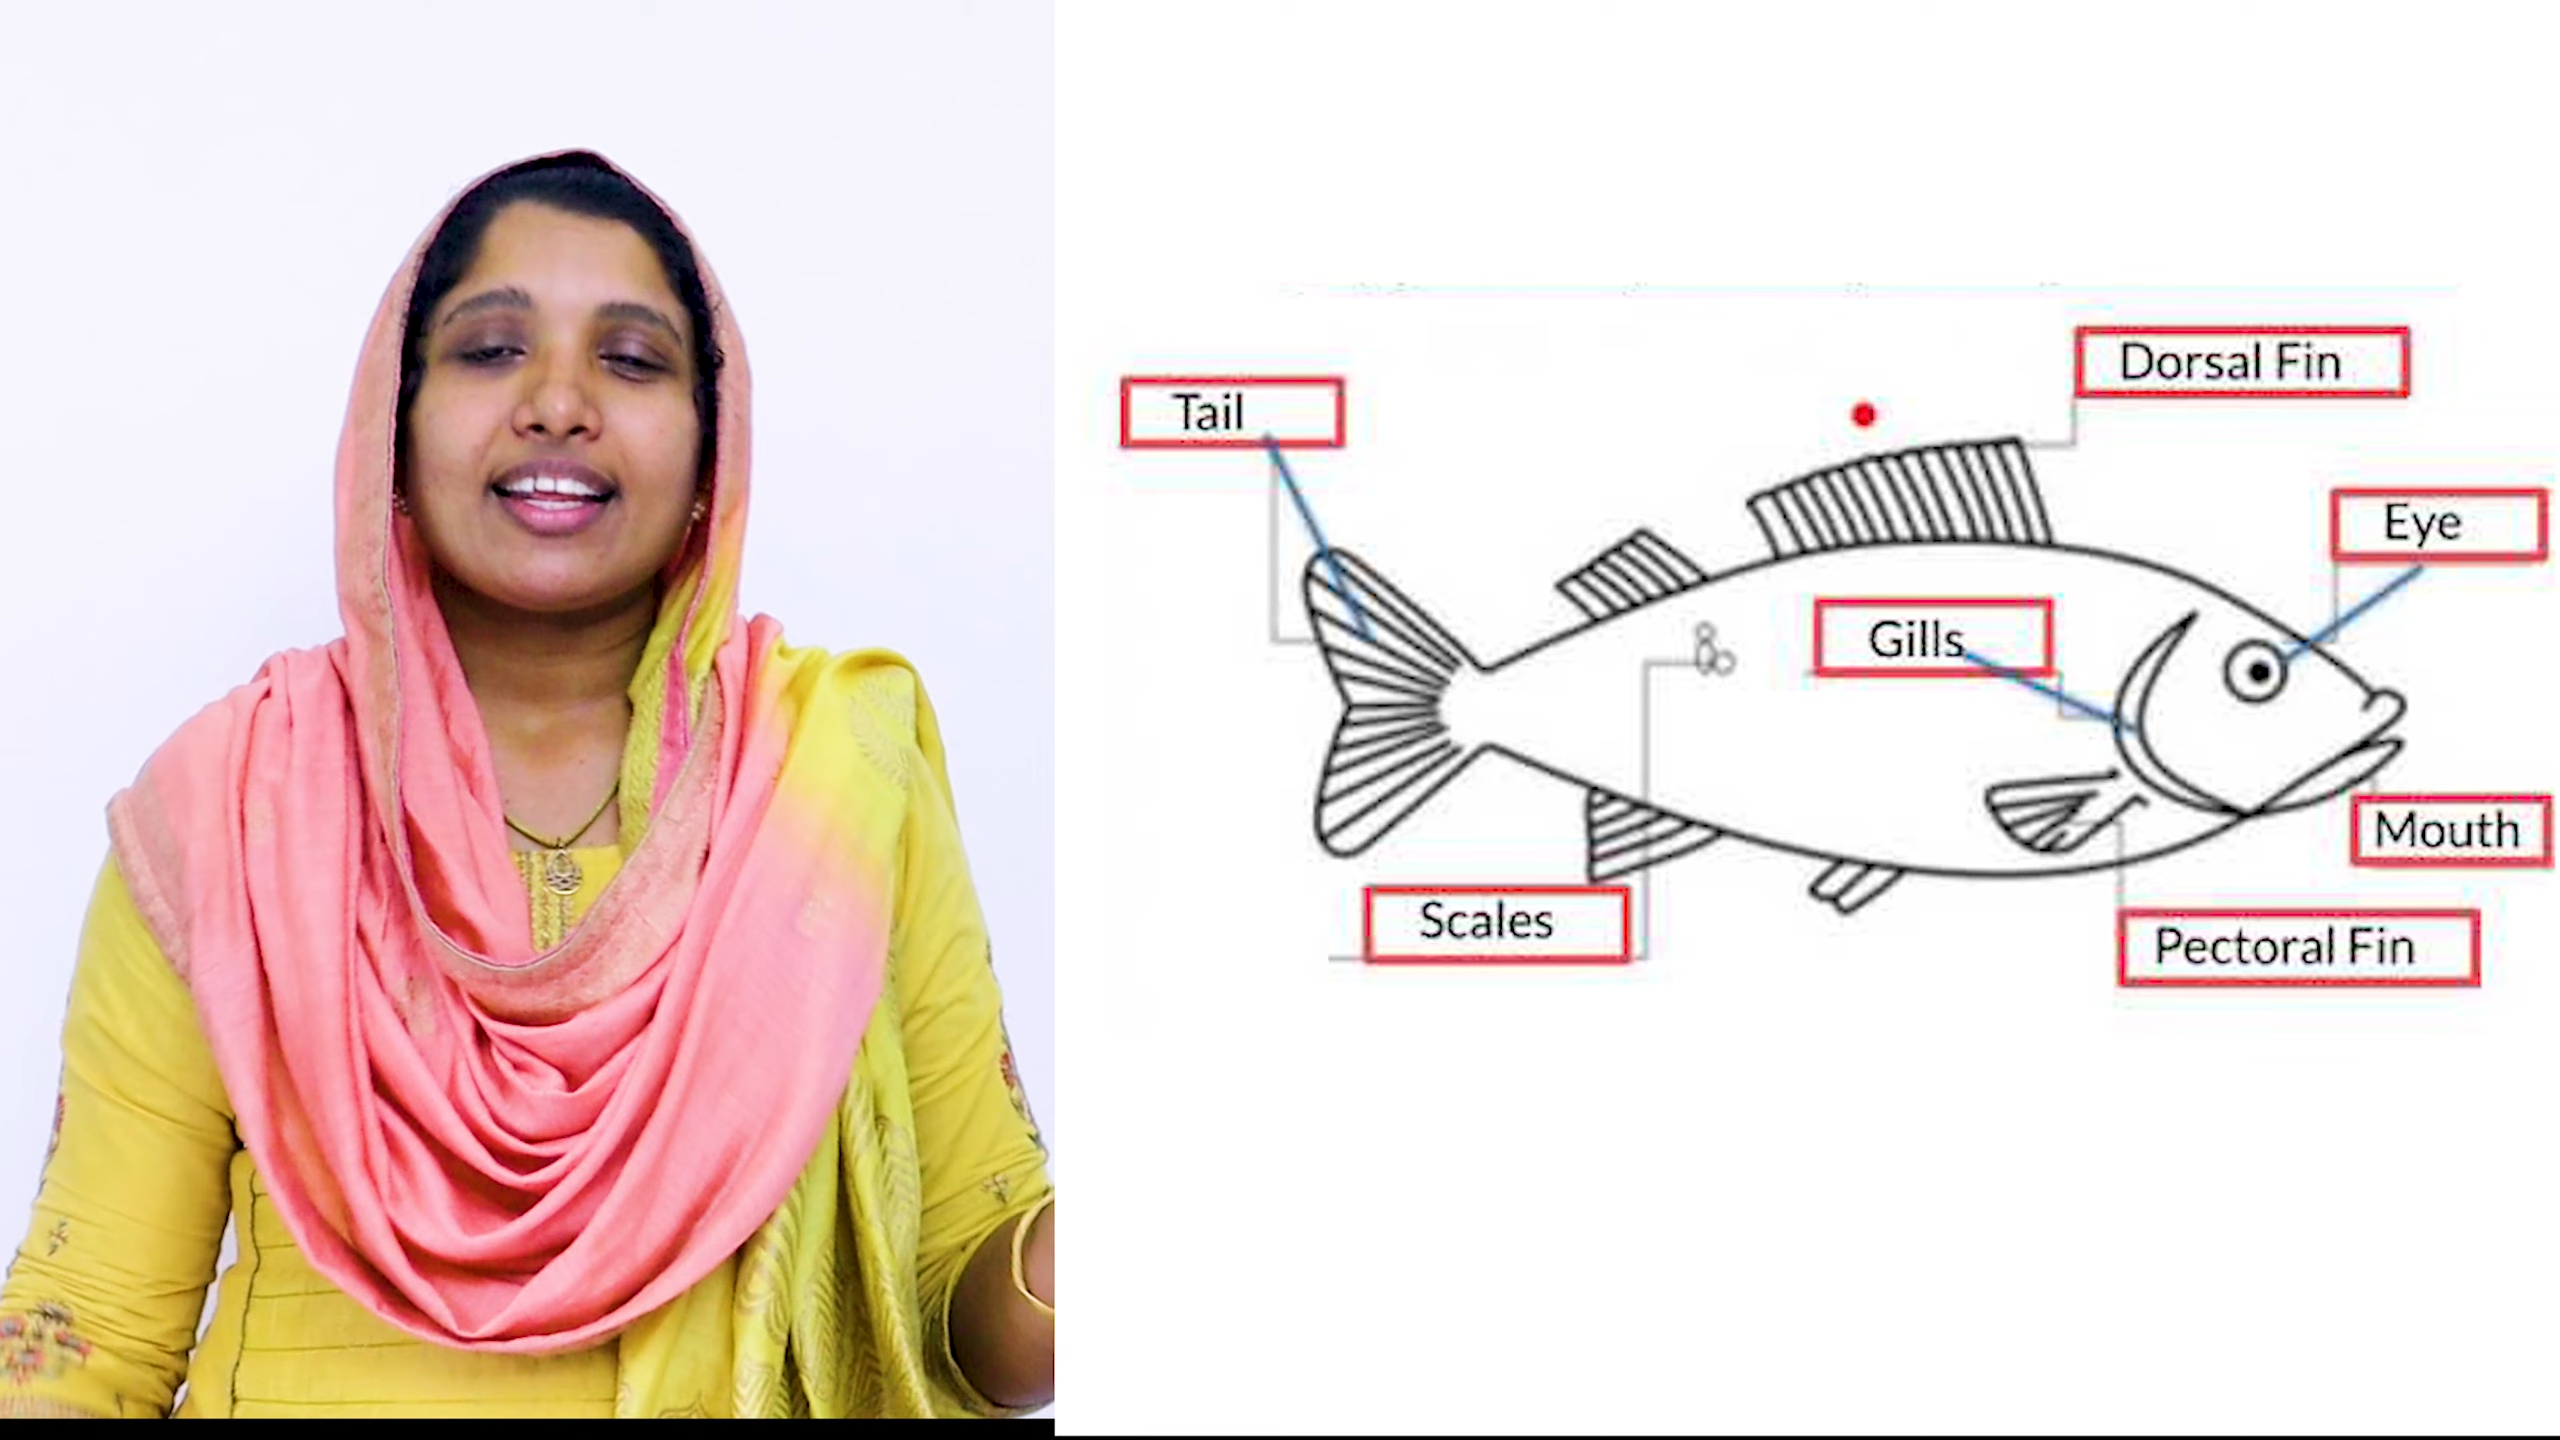 Dorsal Fin
Tail
Eye
Gills
Mouth
Scales
Pectoral Fin